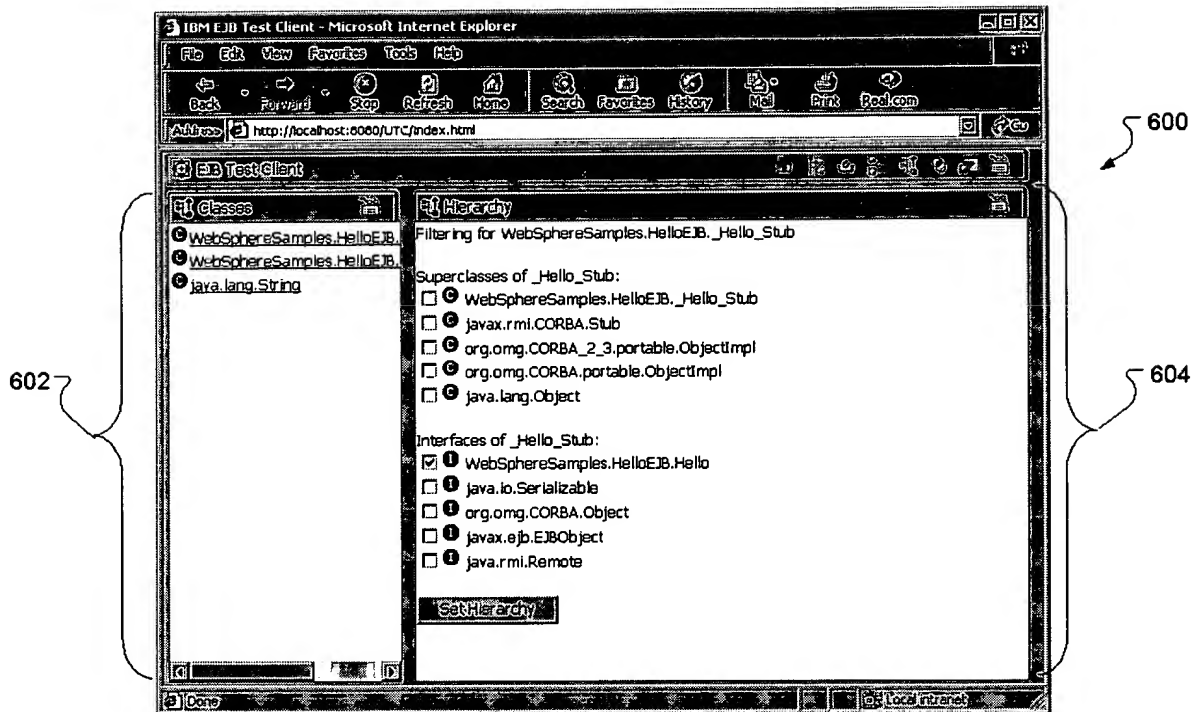 IBM EJB Test Client - Microsoft Internet Explorer
File Edit View Favorites Tools Help
Back Forward Stop Refresh Home Search Favorites History Mail Print Real.com
Address http://localhost:8080/UTC/index.html Go
600
EJB Test Client
Classes
WebSphereSamples.HelloEJB.
WebSphereSamples.HelloEJB.
java.lang.String
602
Hierarchy
Filtering for WebSphereSamples.HelloEJB._Hello_Stub
Superclasses of _Hello_Stub:
WebSphereSamples.HelloEJB._Hello_Stub
javax.rmi.CORBA.Stub
org.omg.CORBA_2_3.portable.ObjectImpl
org.omg.CORBA.portable.ObjectImpl
java.lang.Object
Interfaces of _Hello_Stub:
WebSphereSamples.HelloEJB.Hello
java.io.Serializable
org.omg.CORBA.Object
javax.ejb.EJBObject
java.rmi.Remote
Set Hierarchy
604
Done Local intranet